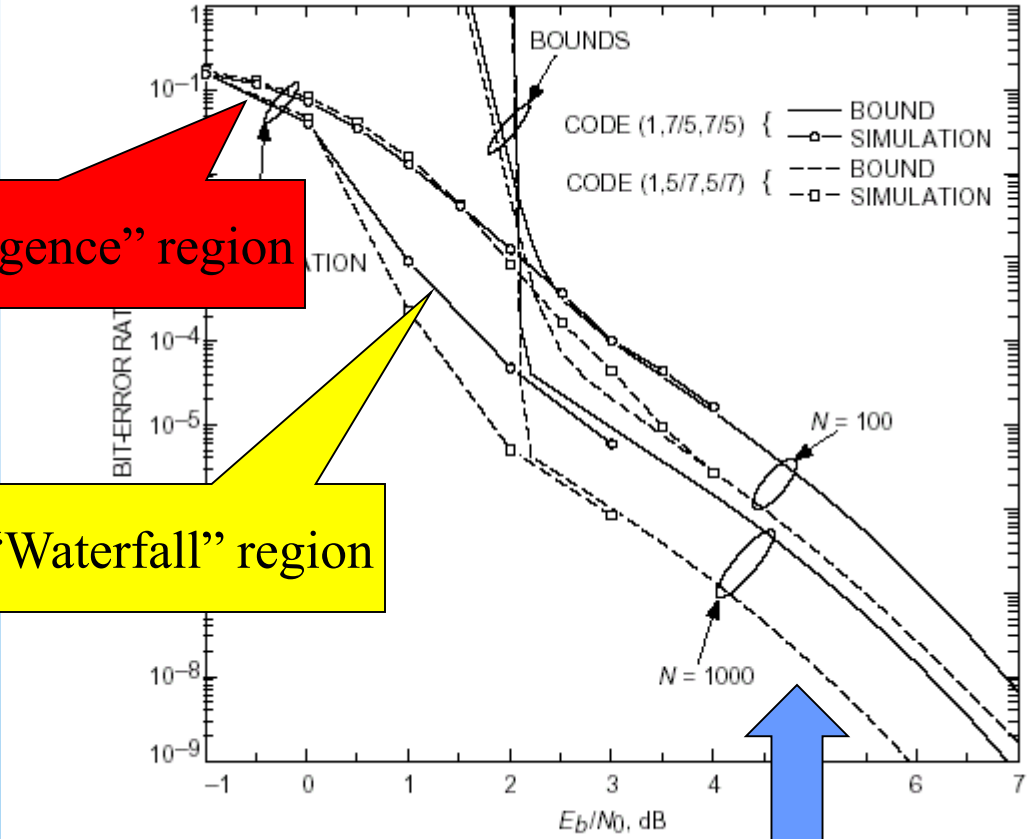 1
BOUNDS
10–1
CODE (1,7/5,7/5) { BOUND
SIMULATION
CODE (1,5/7,5/7) { BOUND
SIMULATION
gence” region
10–4
10–5
N = 100
“Waterfall” region
N = 1000
10–8
10–9
–1 0 1 2 3 4 6 7
Eb/N0, dB
BIT-ERROR